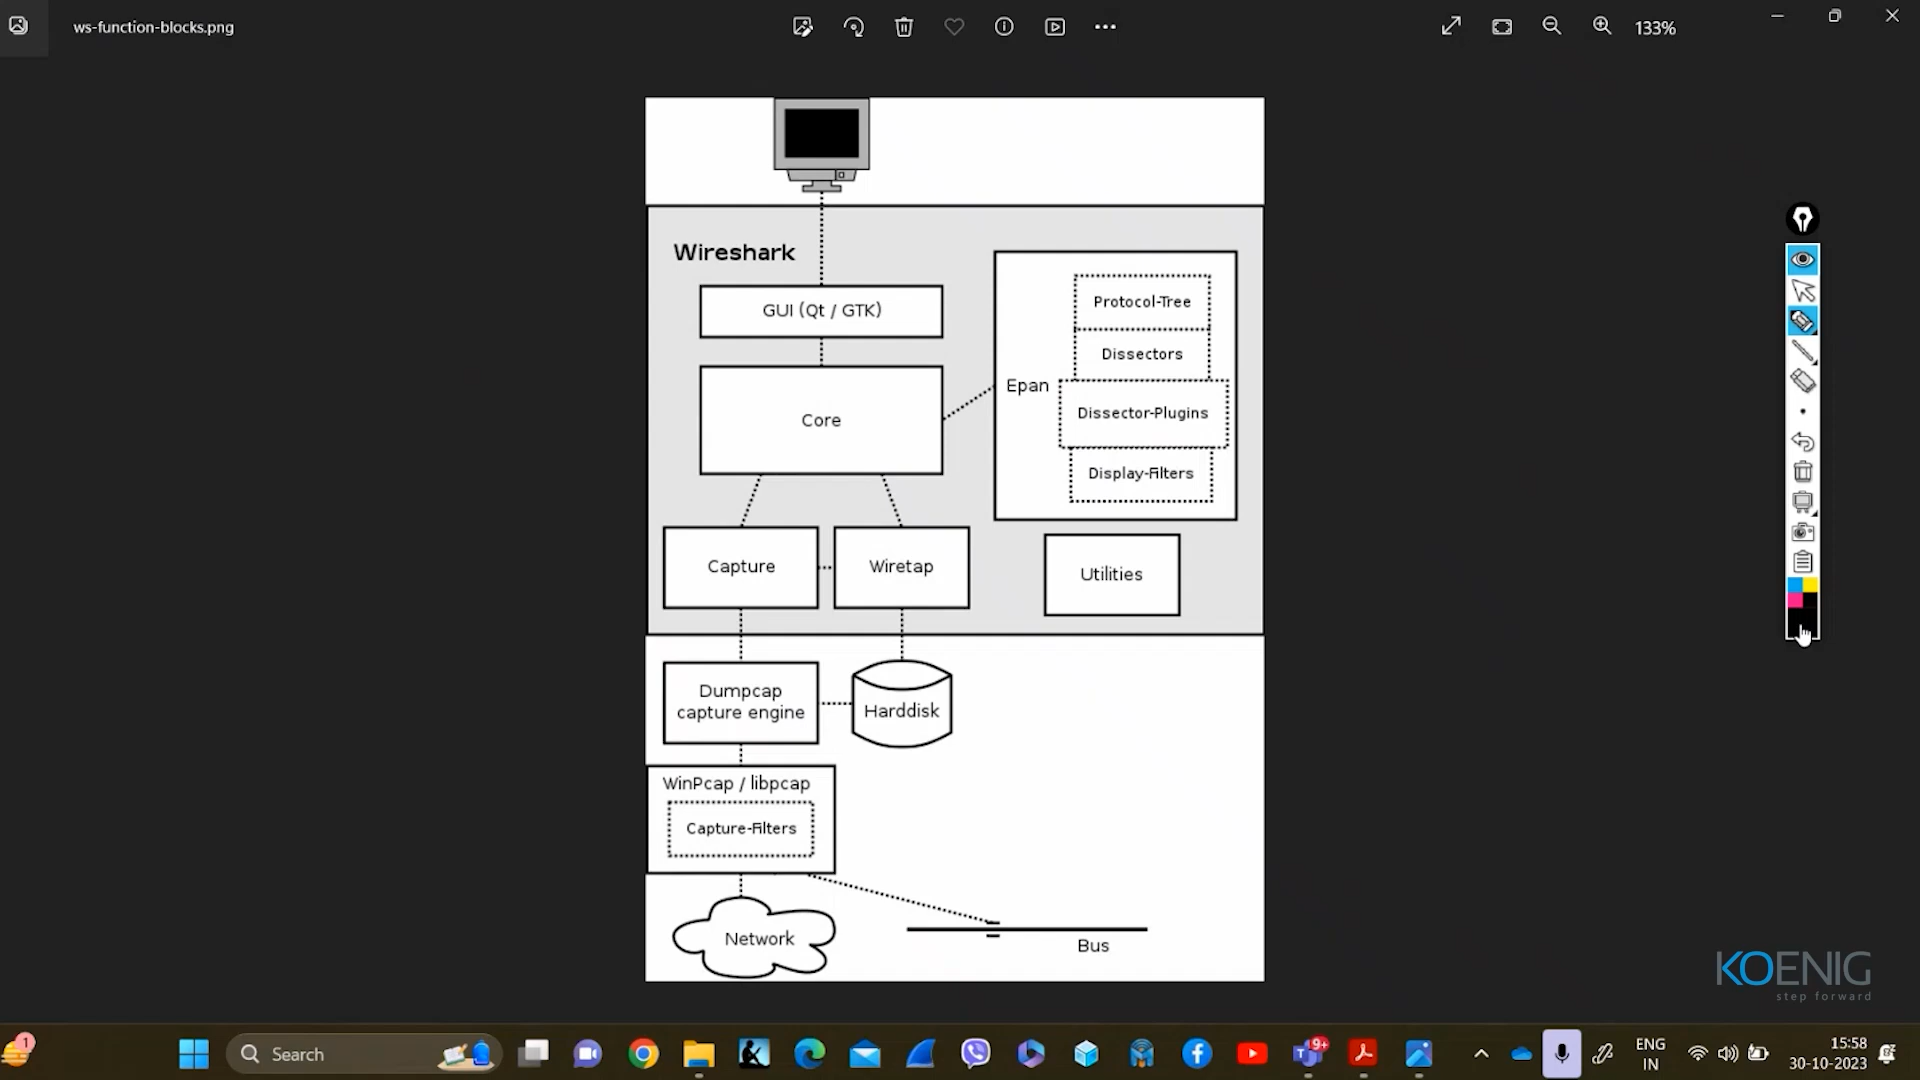 ws-function-blocks.png
133%
Wireshark
GUI (Qt / GTK)
Core
Epan
Protocol-Tree
Dissectors
Dissector-Plugins
Display-Filters
Capture
Wiretap
Utilities
Dumpcap
capture engine
Harddisk
WinPcap / libpcap
Capture-Filters
Network
Bus
KOENIG
step forward
1
Search
9+
ENG
IN
15:58
30-10-2023